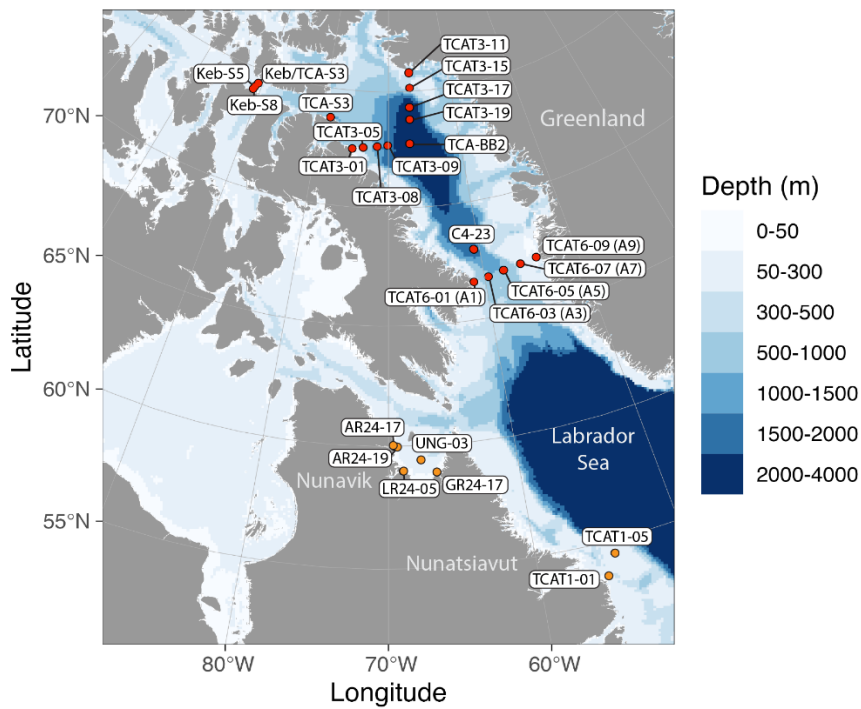 TCAT3-11
TCAT3-15
Keb-S5
Keb/TCA-S3
TCAT3-17
Keb-S8
TCA-S3
TCAT3-19
70°N
Greenland
TCAT3-05
TCA-BB2
TCAT3-01
TCAT3-09
TCAT3-08
Depth (m)
0-50
50-300
300-500
500-1000
1000-1500
1500-2000
2000-4000
C4-23
TCAT6-09 (A9)
65°N
TCAT6-07 (A7)
TCAT6-05 (A5)
TCAT6-01 (A1)
TCAT6-03 (A3)
Latitude
60°N
AR24-17
UNG-03
Labrador
Sea
AR24-19
Nunavik
LR24-05
GR24-17
55°N
TCAT1-05
Nunatsiavut
TCAT1-01
80°W
70°W
60°W
Longitude